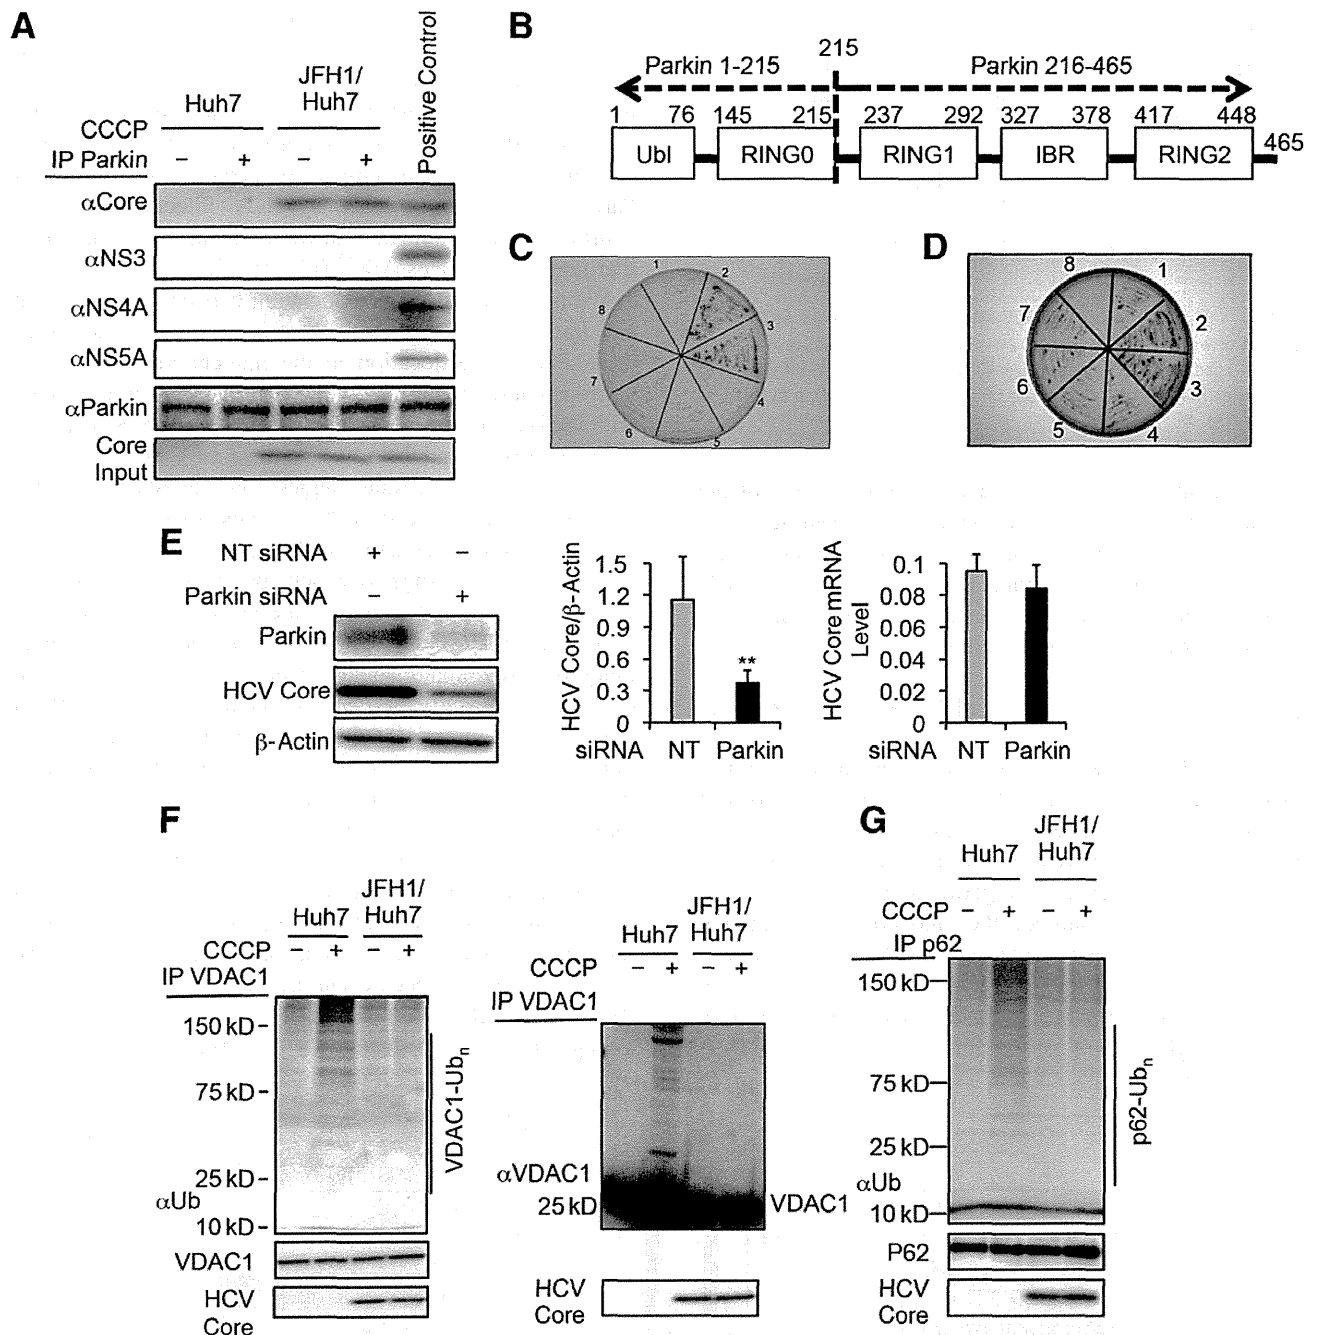 A
Huh7
JFH1/
Huh7
Positive Control
CCCP
IP Parkin – + – +
αCore
αNS3
αNS4A
αNS5A
αParkin
Core
Input
B
215
Parkin 1-215
Parkin 216-465
1 76 145 215 237 292 327 378 417 448
Ubl RING0 RING1 IBR RING2 465
C
1
2
3
4
5
6
7
8
D
8
1
2
3
4
5
6
7
E
NT siRNA + –
Parkin siRNA – +
Parkin
HCV Core
β-Actin
HCV Core/β-Actin
1.5
1.2
0.9
0.6
0.3
0
**
siRNA NT Parkin
HCV Core mRNA
Level
0.1
0.08
0.06
0.04
0.02
0
siRNA NT Parkin
F
Huh7
JFH1/
Huh7
CCCP – + – +
IP VDAC1
150 kD
75 kD
25 kD
αUb
10 kD
VDAC1-Ubn
VDAC1
HCV
Core
Huh7
JFH1/
Huh7
CCCP – + – +
IP VDAC1
αVDAC1
25 kD
VDAC1
HCV
Core
G
Huh7
JFH1/
Huh7
CCCP – + – +
IP p62
150 kD
75 kD
25 kD
αUb
10 kD
p62-Ubn
P62
HCV
Core